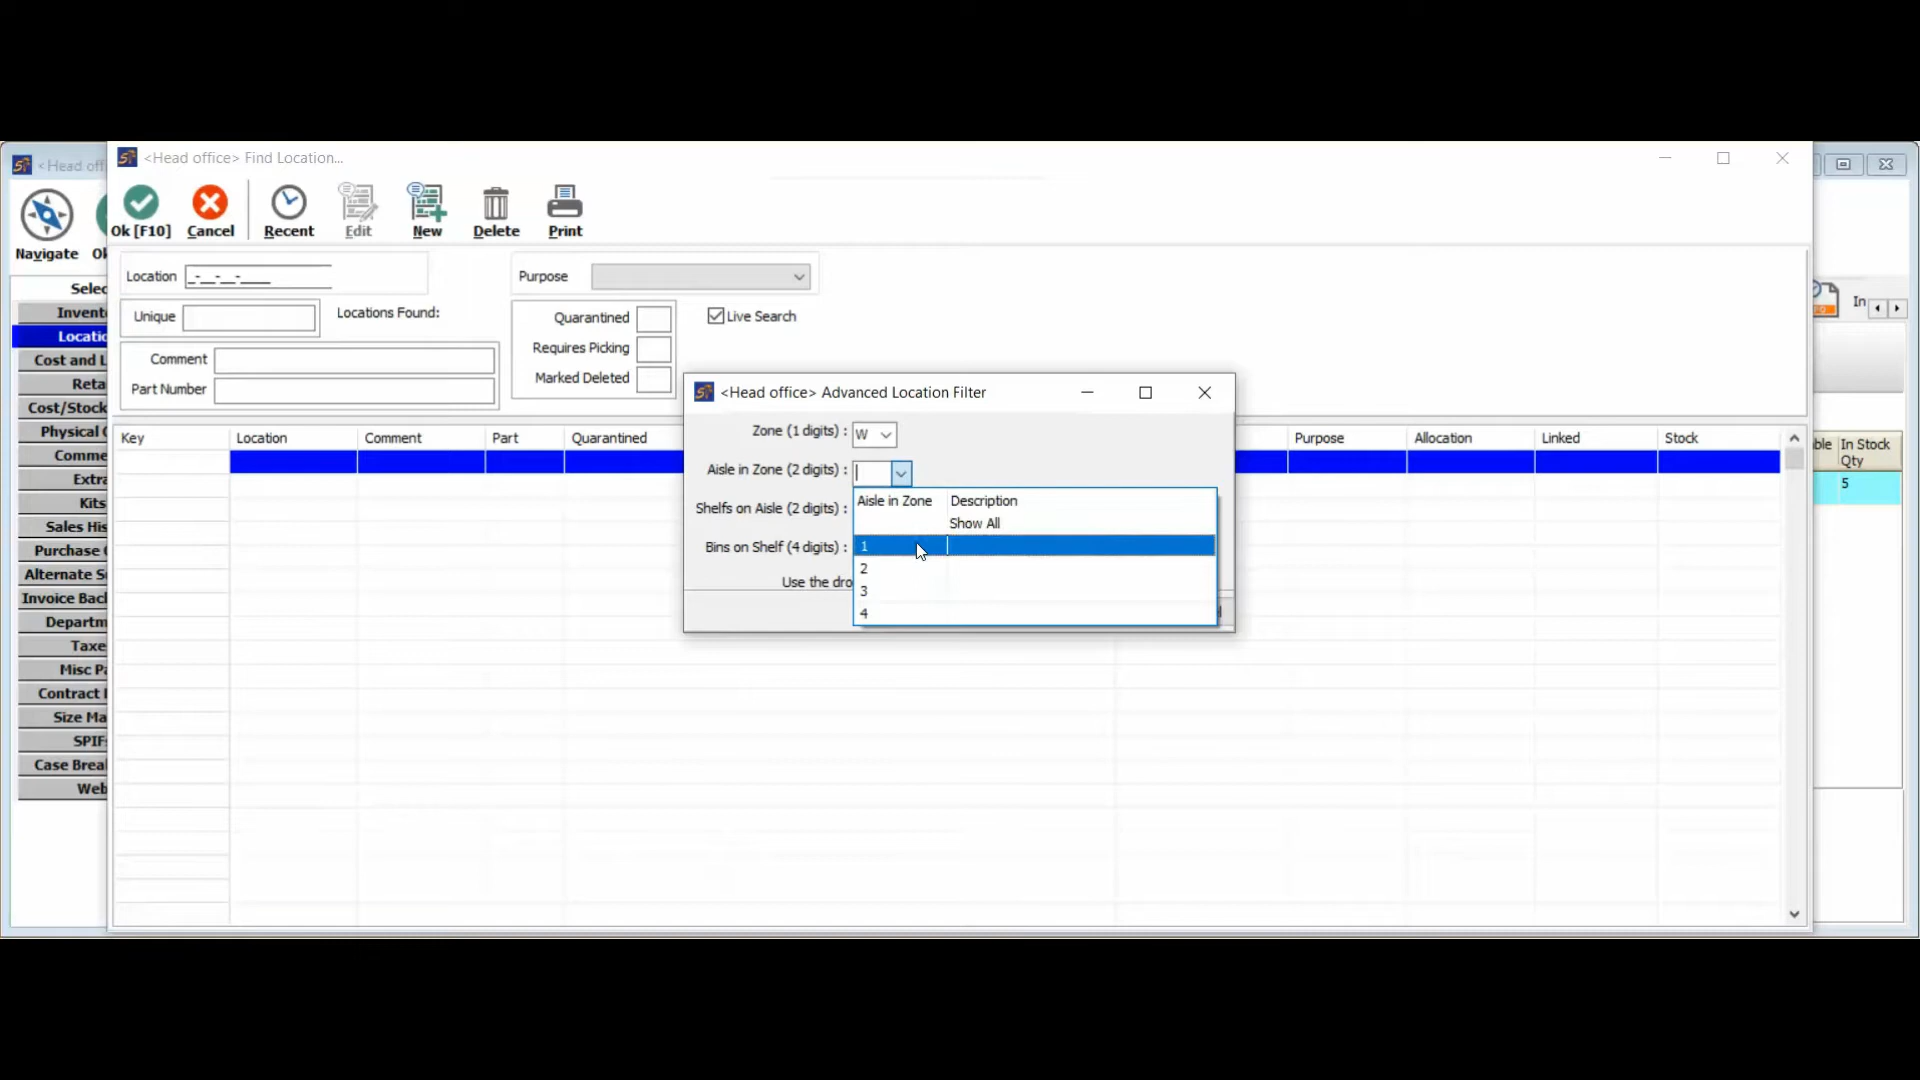 <Head off
<Head office> Find Location...
Navigate
Ok [F10]
Cancel
Recent
Edit
New
Delete
Print
Location _-__-__-____
Purpose
Unique
Locations Found:
Quarantined
Live Search
Requires Picking
Comment
Marked Deleted
Part Number
Selec
Invent
Locatio
Cost and L
Reta
Cost/Stock
Physical
Comme
Extra
Kits
Sales His
Purchase
Alternate S
Invoice Bac
Departm
Taxe
Misc Pa
Contract
Size Ma
SPIF
Case Brea
Web
Key Location Comment Part Quarantined Purpose Allocation Linked Stock
<Head office> Advanced Location Filter
Zone (1 digits) : W
Aisle in Zone (2 digits) :
Shelfs on Aisle (2 digits) :
Bins on Shelf (4 digits) :
Use the dro
Aisle in Zone Description
Show All
1
2
3
4
In
ble In Stock
Qty
5